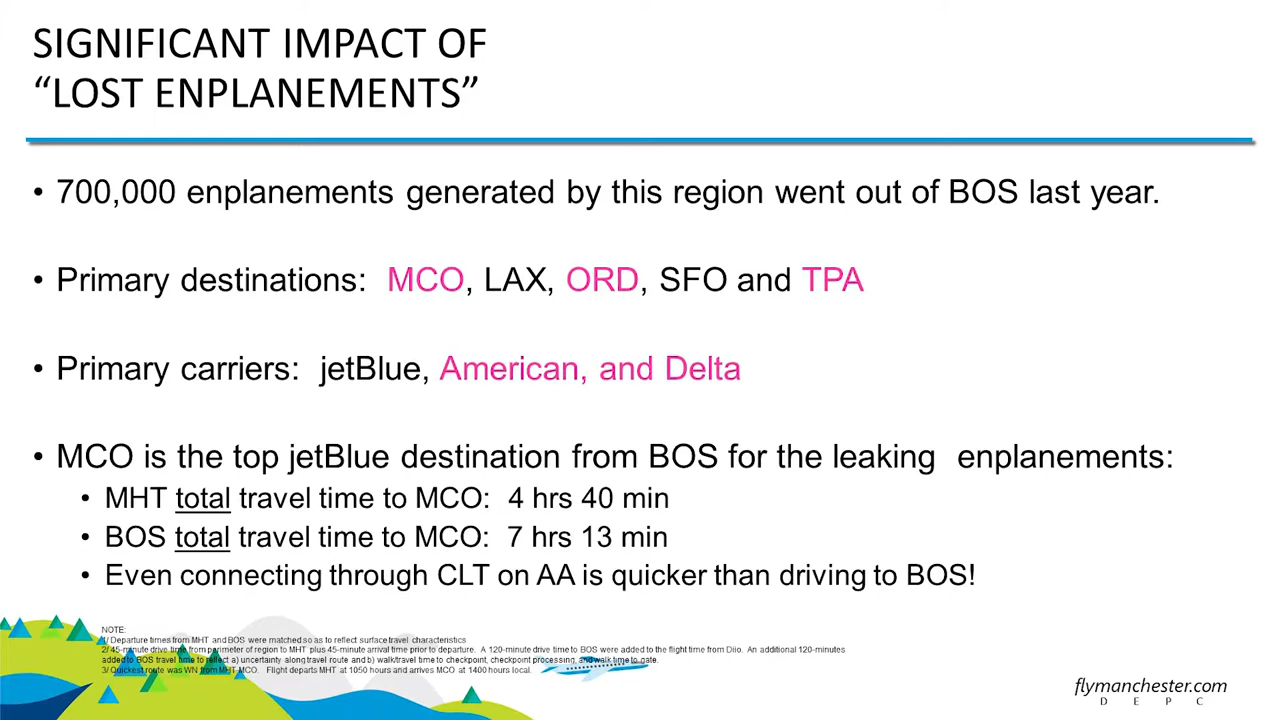 SIGNIFICANT IMPACT OF
“LOST ENPLANEMENTS”
• 700,000 enplanements generated by this region went out of BOS last year.
• Primary destinations: MCO, LAX, ORD, SFO and TPA
• Primary carriers: jetBlue, American, and Delta
• MCO is the top jetBlue destination from BOS for the leaking enplanements:
• MHT total travel time to MCO: 4 hrs 40 min
• BOS total travel time to MCO: 7 hrs 13 min
• Even connecting through CLT on AA is quicker than driving to BOS!
NOTE:
1/ Departure times from MHT and BOS were matched so as to reflect surface travel characteristics
2/ 45-minute drive time from perimeter of region to MHT plus 45-minute arrival time prior to departure. A 120-minute drive time to BOS were added to the flight time from Diio. An additional 120-minutes
added to BOS travel time to reflect a) uncertainty along travel route and b) walk/travel time to checkpoint, checkpoint processing, and walk time to gate.
3/ Quickest route was WN from MHT-MCO. Flight departs MHT at 1050 hours and arrives MCO at 1400 hours local.
flymanchester.com
D E P C